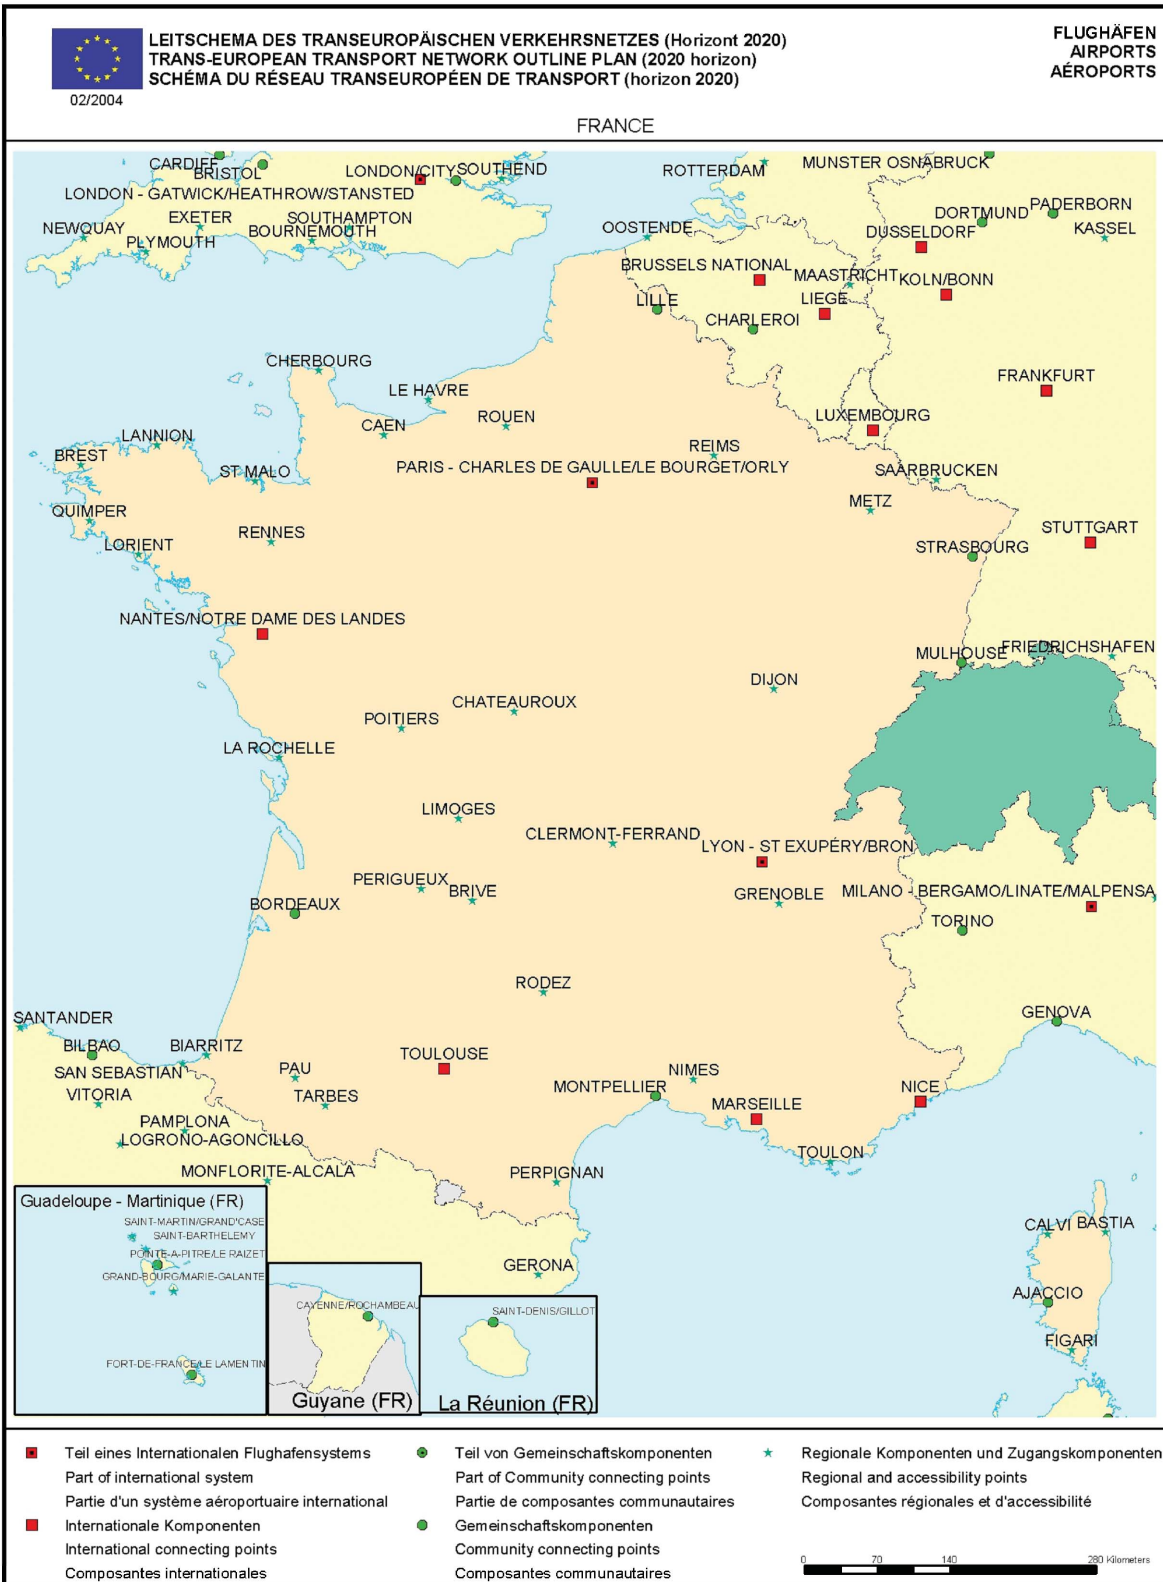 LEITSCHEMA DES TRANSEUROPÄISCHEN VERKEHRSNETZES (Horizont 2020)
TRANS-EUROPEAN TRANSPORT NETWORK OUTLINE PLAN (2020 horizon)
SCHÉMA DU RÉSEAU TRANSEUROPÉEN DE TRANSPORT (horizon 2020)
02/2004
FLUGHÄFEN
AIRPORTS
AÉROPORTS
FRANCE
CARDIFF
BRISTOL
LONDON/CITY
SOUTHEND
ROTTERDAM
MUNSTER OSNABRUCK
LONDON - GATWICK/HEATHROW/STANSTED
NEWQUAY
EXETER
PLYMOUTH
BOURNEMOUTH
SOUTHAMPTON
OOSTENDE
DORTMUND
PADERBORN
DUSSELDORF
KASSEL
BRUSSELS NATIONAL
MAASTRICHT
KOLN/BONN
LILLE
LIEGE
CHARLEROI
CHERBOURG
LE HAVRE
FRANKFURT
CAEN
ROUEN
LUXEMBOURG
LANNION
BREST
ST MALO
REIMS
PARIS - CHARLES DE GAULLE/LE BOURGET/ORLY
SAARBRUCKEN
METZ
QUIMPER
LORIENT
RENNES
STUTTGART
STRASBOURG
NANTES/NOTRE DAME DES LANDES
MULHOUSE
FRIEDRICHSHAFEN
DIJON
CHATEAUROUX
POITIERS
LA ROCHELLE
LIMOGES
CLERMONT-FERRAND
LYON - ST EXUPÉRY/BRON
PERIGUEUX
BRIVE
GRENOBLE
MILANO - BERGAMO/LINATE/MALPENSA
BORDEAUX
TORINO
RODEZ
SANTANDER
GENOVA
BILBAO
BIARRITZ
TOULOUSE
SAN SEBASTIAN
PAU
NIMES
VITORIA
TARBES
MONTPELLIER
MARSEILLE
NICE
PAMPLONA
LOGRONO-AGONCILLO
TOULON
MONFLORITE-ALCALA
PERPIGNAN
CALVI
BASTIA
GERONA
AJACCIO
FIGARI
Guadeloupe - Martinique (FR)
SAINT-MARTIN/GRAND'CASE
SAINT-BARTHELEMY
POINTE-A-PITRE/LE RAIZET
GRAND-BOURG/MARIE-GALANTE
FORT-DE-FRANCE/LE LAMENTIN
CAYENNE/ROCHAMBEAU
Guyane (FR)
SAINT-DENIS/GILLOT
La Réunion (FR)
Teil eines Internationalen Flughafensystems
Part of international system
Partie d'un système aéroportuaire international
Internationale Komponenten
International connecting points
Composantes internationales
Teil von Gemeinschaftskomponenten
Part of Community connecting points
Partie de composantes communautaires
Gemeinschaftskomponenten
Community connecting points
Composantes communautaires
Regionale Komponenten und Zugangskomponenten
Regional and accessibility points
Composantes régionales et d'accessibilité
0 70 140 280 Kilometers